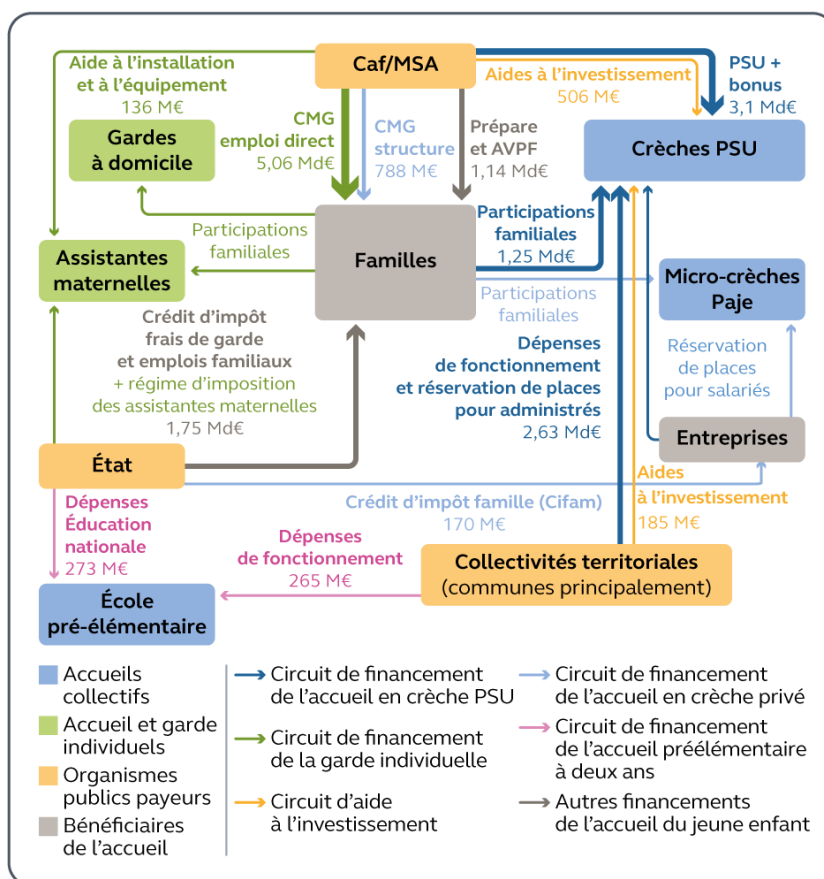 Caf/MSA
Aide à l'installation
et à l'équipement
136 M€
Aides à l'investissement
506 M€
PSU +
bonus
3,1 Md€
Gardes
à domicile
CMG
emploi direct
5,06 Md€
CMG
structure
788 M€
Prépare
et AVPF
1,14 Md€
Crèches PSU
Participations
familiales
Familles
Participations
familiales
1,25 Md€
Assistantes
maternelles
Micro-crèches
Paje
Participations
familiales
Crédit d'impôt
frais de garde
et emplois familiaux
+ régime d'imposition
des assistantes maternelles
1,75 Md€
Dépenses
de fonctionnement
et réservation de places
pour administrés
2,63 Md€
Réservation
de places
pour salariés
Entreprises
État
Aides
à l'investissement
185 M€
Crédit d'impôt famille (Cifam)
170 M€
Dépenses
Éducation
nationale
273 M€
Dépenses
de fonctionnement
265 M€
Collectivités territoriales
(communes principalement)
École
pré-élémentaire
Accueils
collectifs
Accueil et garde
individuels
Organismes
publics payeurs
Bénéficiaires
de l'accueil
Circuit de financement
de l'accueil en crèche PSU
Circuit de financement
de la garde individuelle
Circuit d'aide
à l'investissement
Circuit de financement
de l'accueil en crèche privé
Circuit de financement
de l'accueil préélémentaire
à deux ans
Autres financements
de l'accueil du jeune enfant